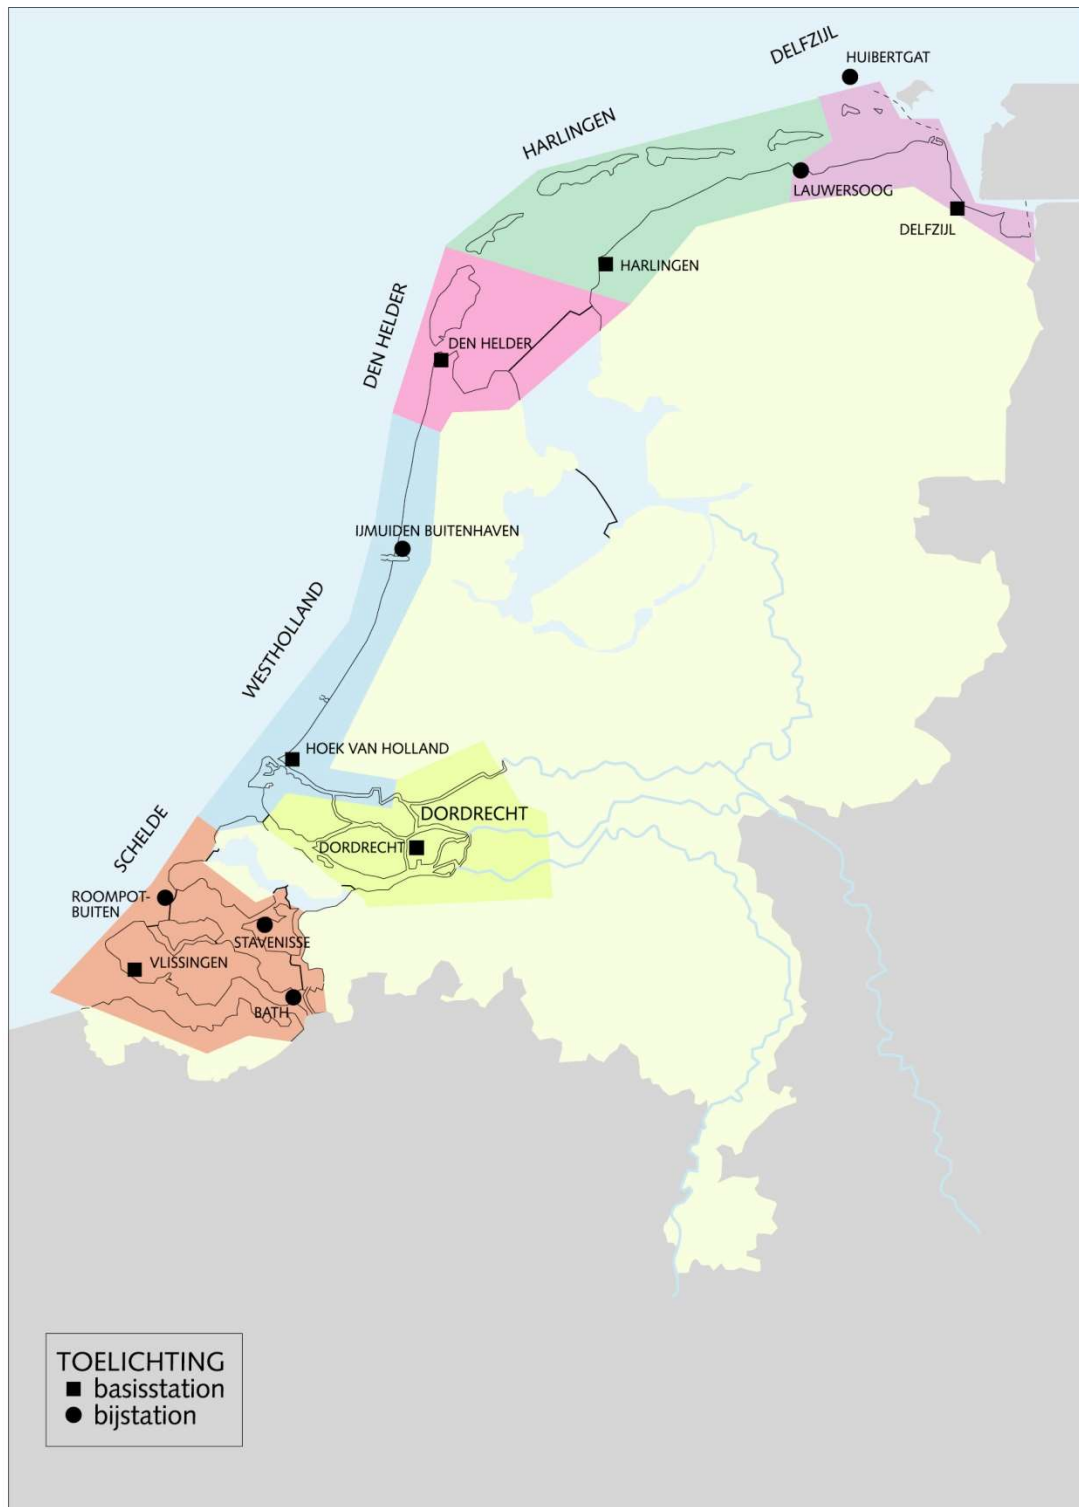 DELFZIJL
HUIBERTGAT
HARLINGEN
LAUWERSOOG
DELFZIJL
HARLINGEN
DEN HELDER
DEN HELDER
IJMUIDEN BUITENHAVEN
WESTHOLLAND
HOEK VAN HOLLAND
DORDRECHT
DORDRECHT
SCHELDE
ROOMPOT-
BUITEN
STAVENISSE
VLISSINGEN
BATH
TOELICHTING
basisstation
bijstation